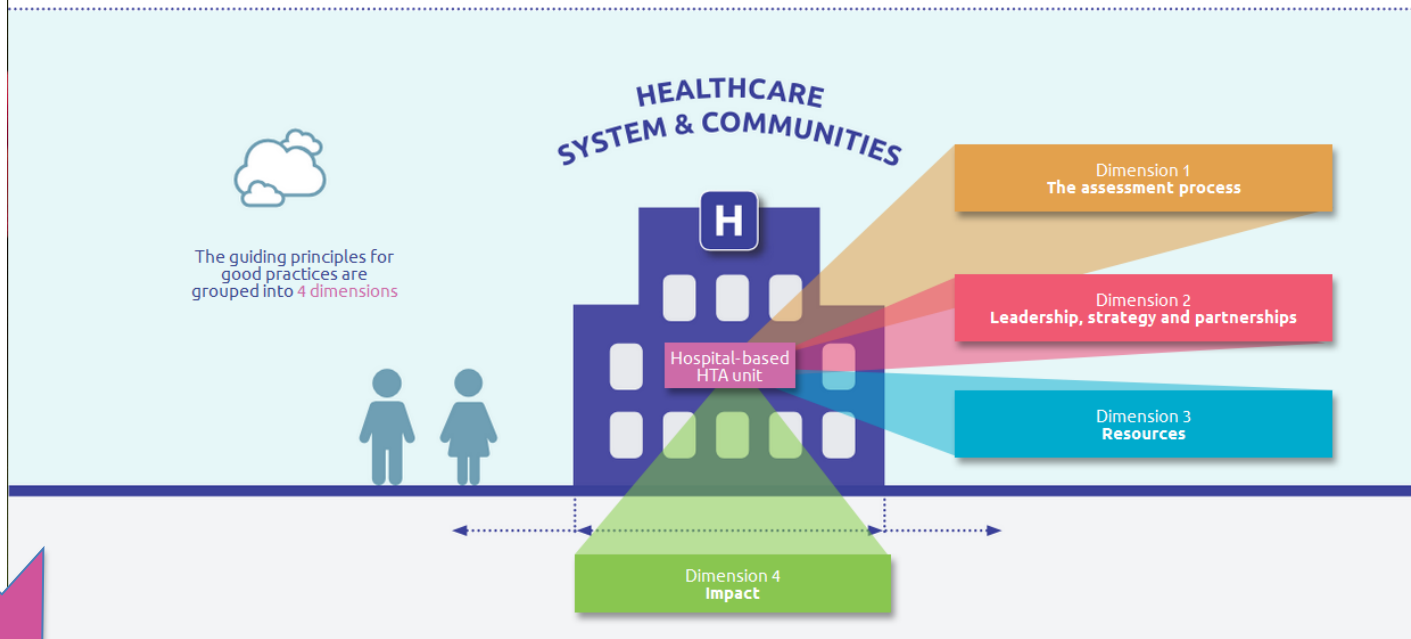 HEALTHCARE
SYSTEM & COMMUNITIES
The guiding principles for
good practices are
grouped into 4 dimensions
H
Hospital-based
HTA unit
Dimension 1
The assessment process
Dimension 2
Leadership, strategy and partnerships
Dimension 3
Resources
Dimension 4
Impact